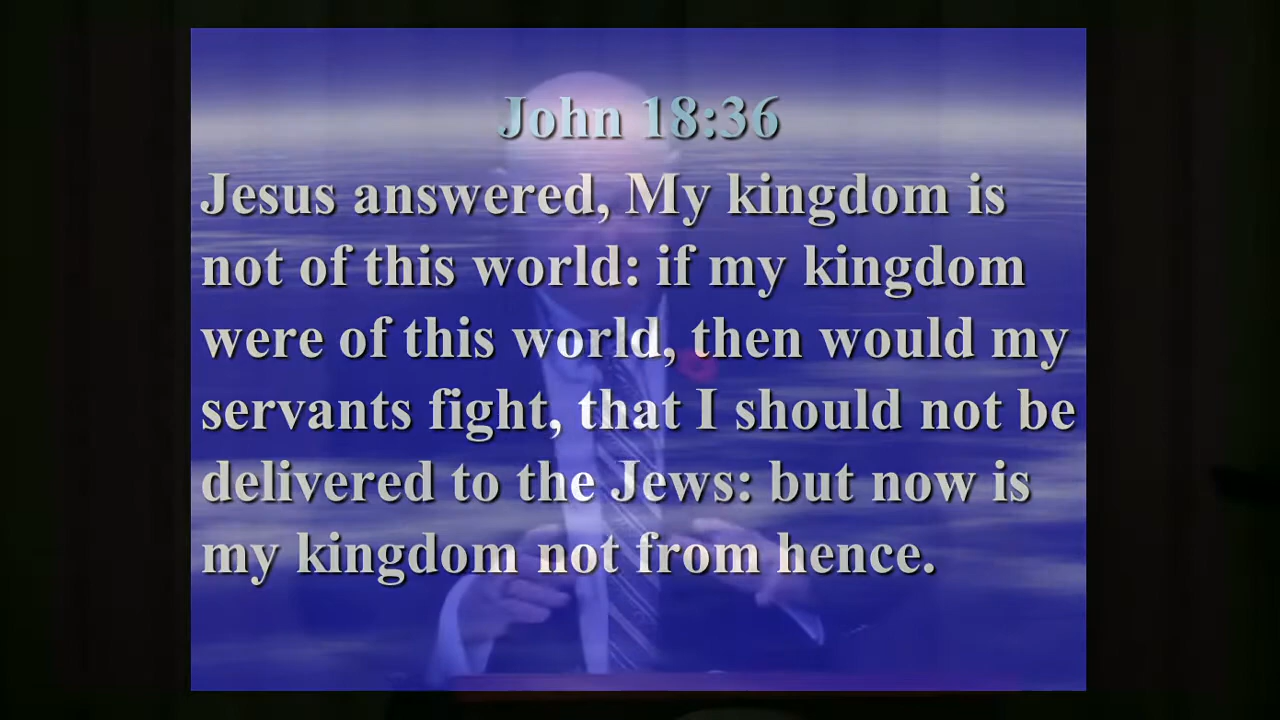 John 18:36
Jesus answered, My kingdom is
not of this world: if my kingdom
were of this world, then would my
servants fight, that I should not be
delivered to the Jews: but now is
my kingdom not from hence.